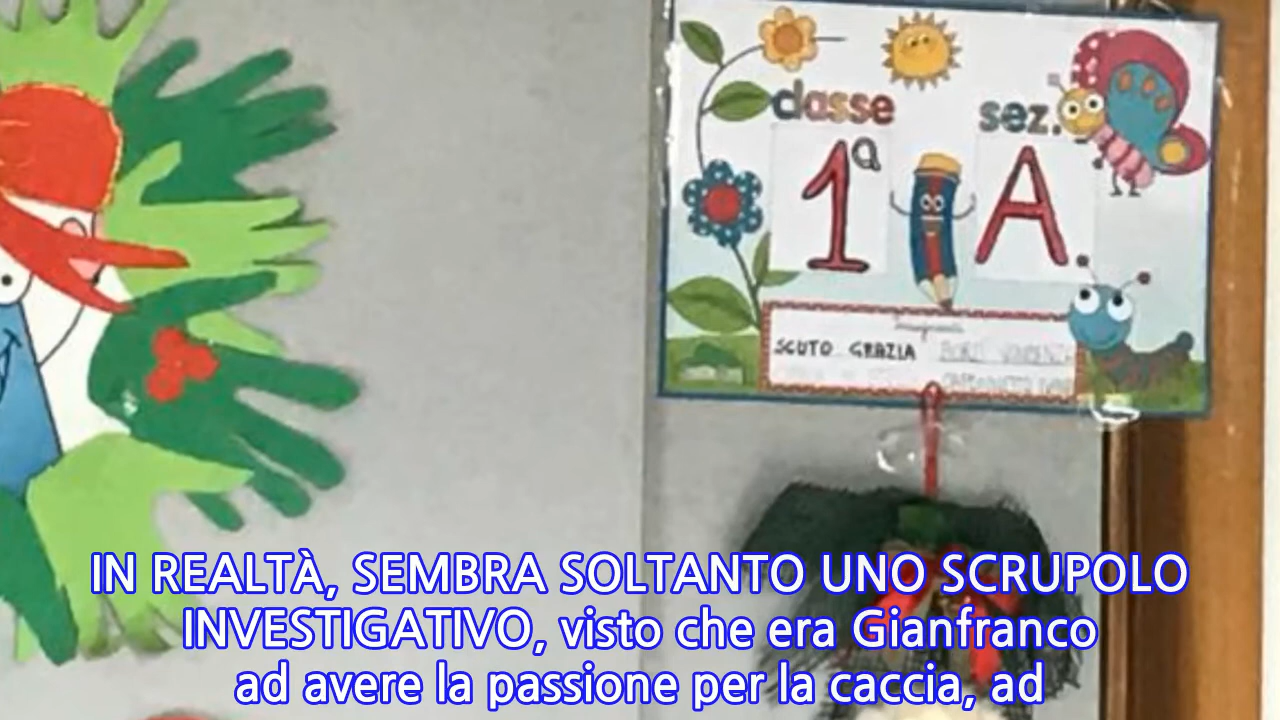 classe sez.
1ª A.
SCUTO GRAZIA
IN REALTÀ, SEMBRA SOLTANTO UNO SCRUPOLO
INVESTIGATIVO, visto che era Gianfranco
ad avere la passione per la caccia, ad